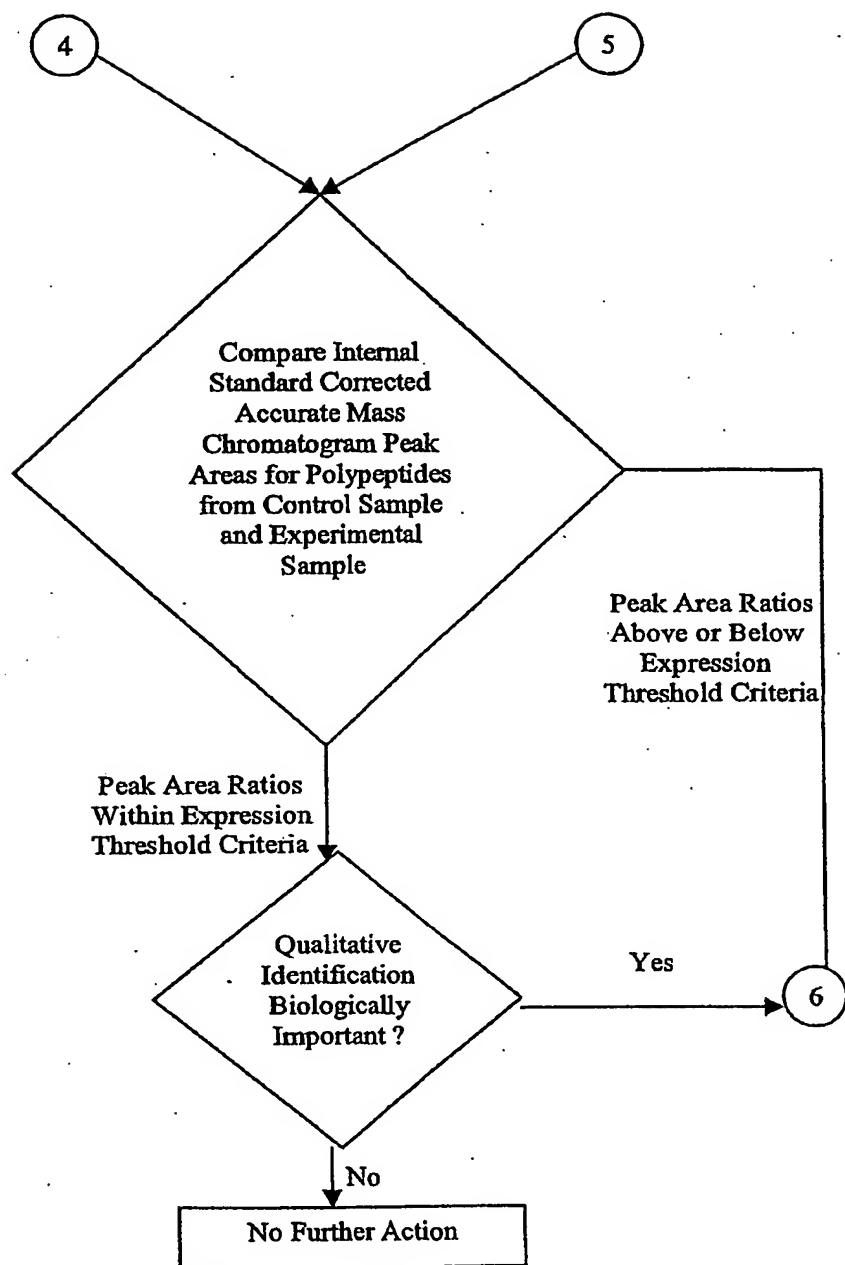 4
5
Compare Internal
Standard Corrected
Accurate Mass
Chromatogram Peak
Areas for Polypeptides
from Control Sample
and Experimental
Sample
Peak Area Ratios
Above or Below
Expression
Threshold Criteria
Peak Area Ratios
Within Expression
Threshold Criteria
Qualitative
Identification
Biologically
Important ?
Yes
6
No
No Further Action